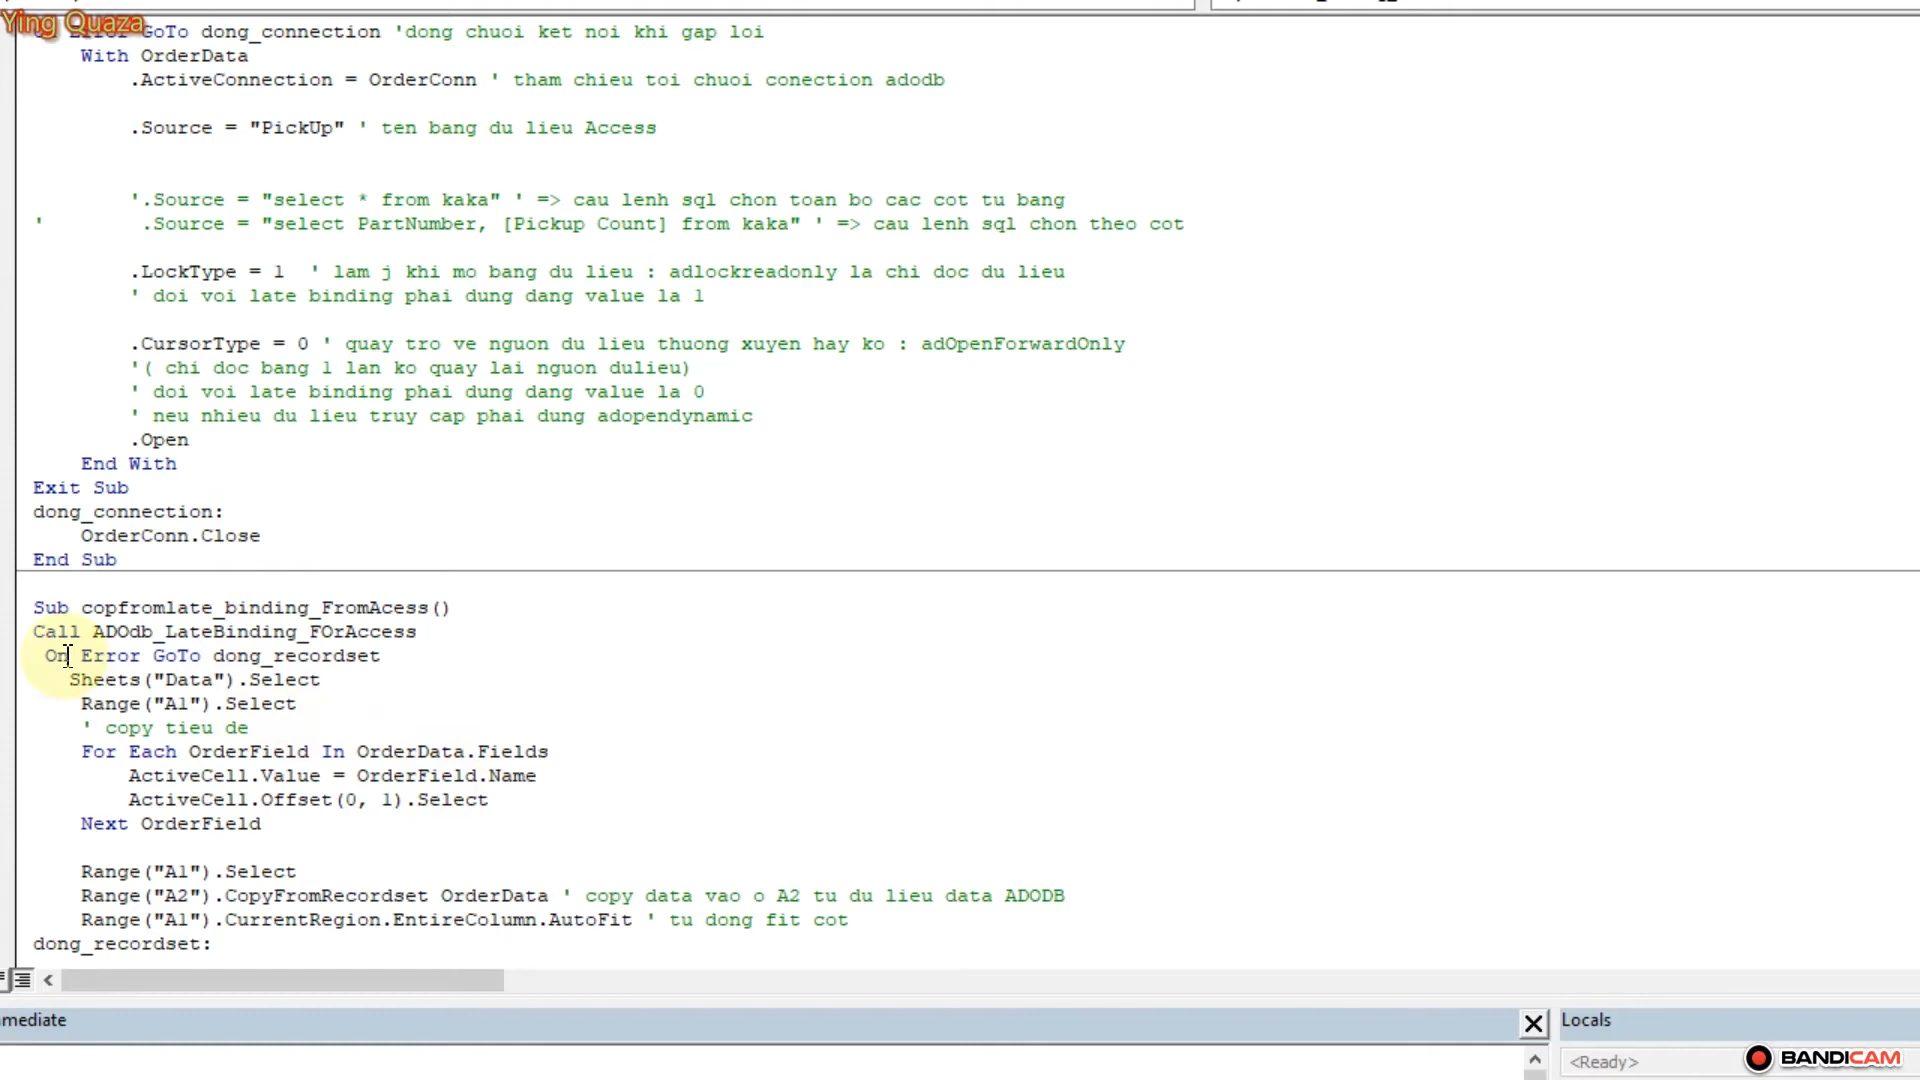 Ying Quaza
Error GoTo dong_connection 'dong chuoi ket noi khi gap loi
With OrderData
.ActiveConnection = OrderConn ' tham chieu toi chuoi conection adodb
.Source = "PickUp" ' ten bang du lieu Access
'.Source = "select * from kaka" ' => cau lenh sql chon toan bo cac cot tu bang
' .Source = "select PartNumber, [Pickup Count] from kaka" ' => cau lenh sql chon theo cot
.LockType = 1 ' lam j khi mo bang du lieu : adlockreadonly la chi doc du lieu
' doi voi late binding phai dung dang value la 1
.CursorType = 0 ' quay tro ve nguon du lieu thuong xuyen hay ko : adOpenForwardOnly
'( chi doc bang 1 lan ko quay lai nguon dulieu)
' doi voi late binding phai dung dang value la 0
' neu nhieu du lieu truy cap phai dung adopendynamic
.Open
End With
Exit Sub
dong_connection:
OrderConn.Close
End Sub
Sub copfromlate_binding_FromAcess()
Call ADOdb_LateBinding_FOrAccess
On Error GoTo dong_recordset
Sheets("Data").Select
Range("A1").Select
' copy tieu de
For Each OrderField In OrderData.Fields
ActiveCell.Value = OrderField.Name
ActiveCell.Offset(0, 1).Select
Next OrderField
Range("A1").Select
Range("A2").CopyFromRecordset OrderData ' copy data vao o A2 tu du lieu data ADODB
Range("A1").CurrentRegion.EntireColumn.AutoFit ' tu dong fit cot
dong_recordset:
mediate
Locals
<Ready>
BANDICAM